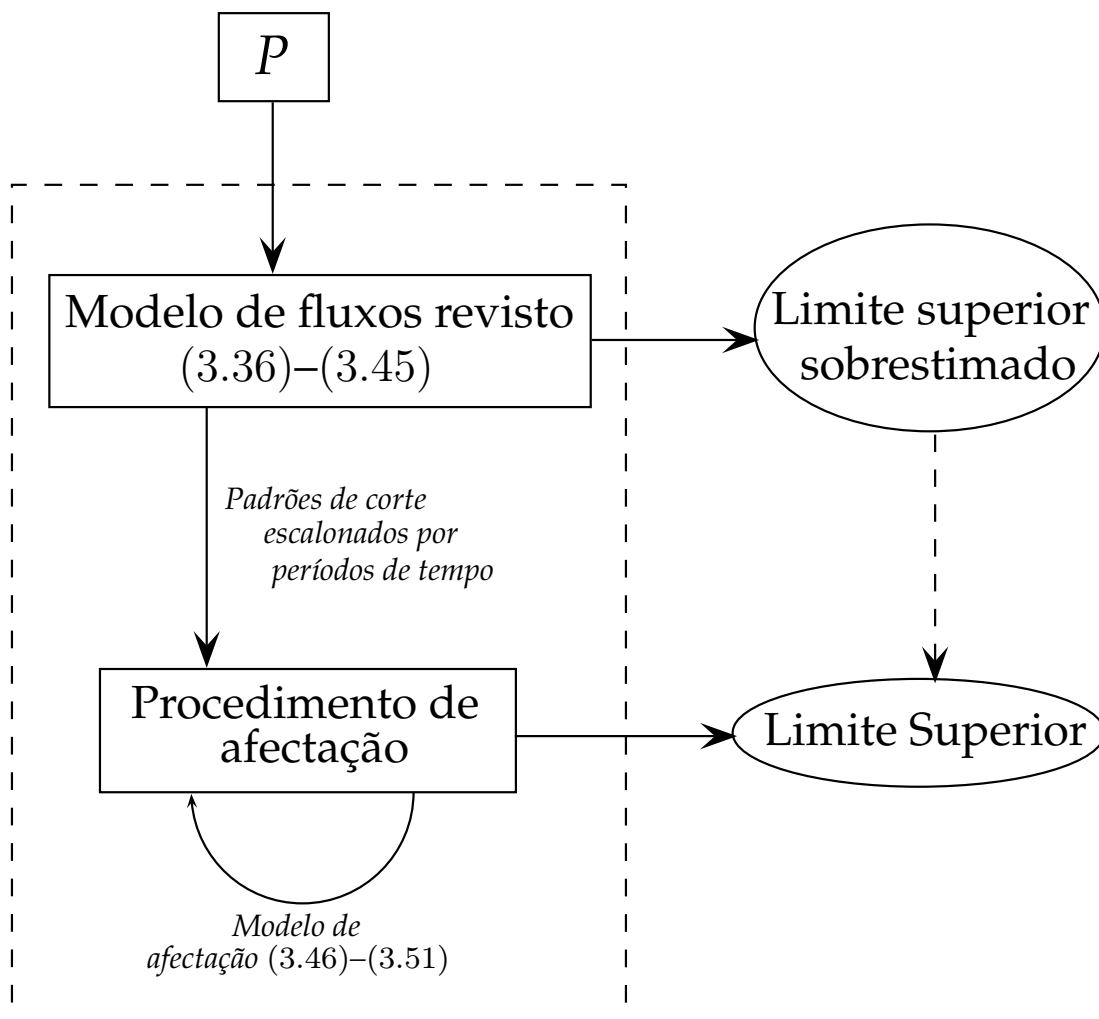 P
Modelo de fluxos revisto
(3.36)–(3.45)
Limite superior
sobrestimado
Padrões de corte
escalonados por
períodos de tempo
Procedimento de
afectação
Limite Superior
Modelo de
afectação (3.46)–(3.51)